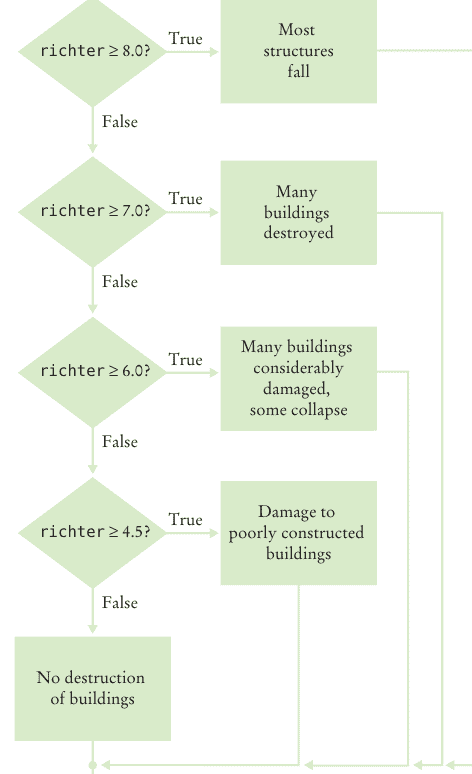 richter ≥ 8.0?
True
Most
structures
fall
False
richter ≥ 7.0?
True
Many
buildings
destroyed
False
richter ≥ 6.0?
True
Many buildings
considerably
damaged,
some collapse
False
richter ≥ 4.5?
True
Damage to
poorly constructed
buildings
False
No destruction
of buildings